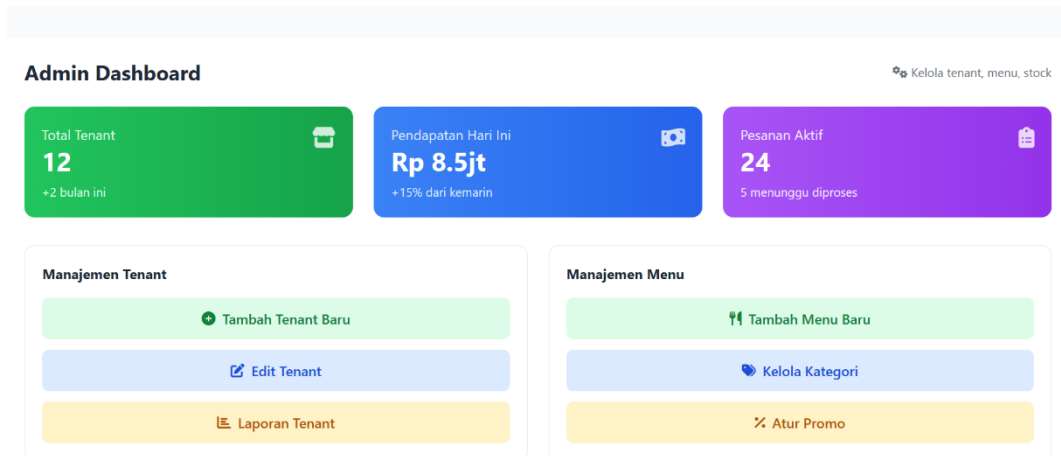 Admin Dashboard
Kelola tenant, menu, stock
Total Tenant
12
+2 bulan ini
Pendapatan Hari Ini
Rp 8.5jt
+15% dari kemarin
Pesanan Aktif
24
5 menunggu diproses
Manajemen Tenant
Tambah Tenant Baru
Edit Tenant
Laporan Tenant
Manajemen Menu
Tambah Menu Baru
Kelola Kategori
Atur Promo